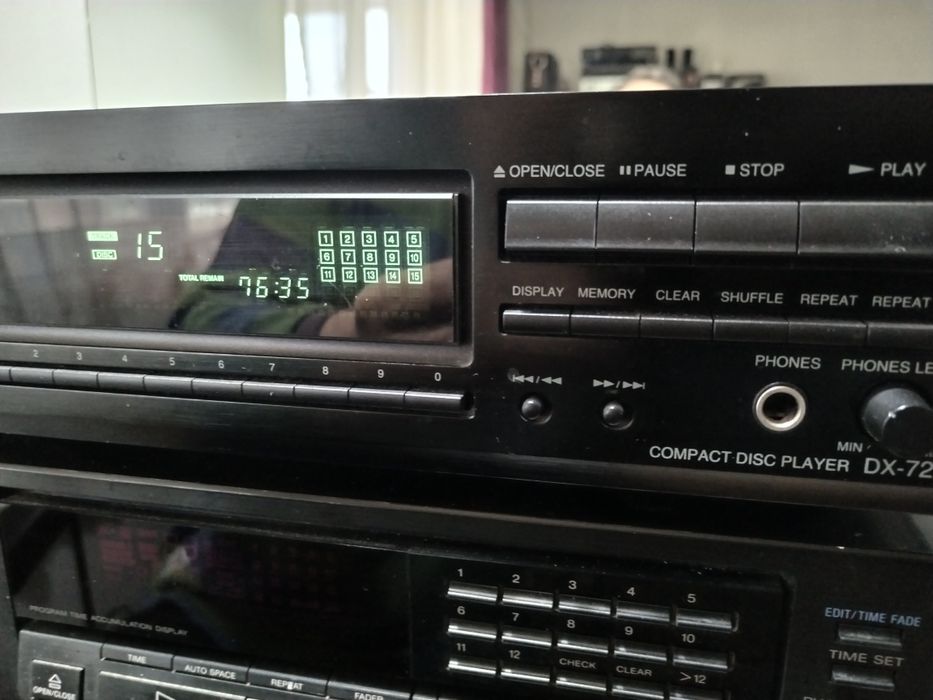 OPEN/CLOSE PAUSE STOP PLAY
DISC 15
1 2 3 4 5
6 7 8 9 10
11 12 13 14 15
TOTAL REMAIN 76:35
DISPLAY MEMORY CLEAR SHUFFLE REPEAT REPEAT
2 3 4 5 6 7 8 9 0
PHONES PHONES LE
MIN
COMPACT DISC PLAYER DX-72
1 2 3 4 5
6 7 8 9 10
11 12 CHECK CLEAR >12
PROGRAM TIME ACCUMULATION DISPLAY
EDIT/TIME FADE
TIME SET
TIME AUTO SPACE REPEAT FADER
OPEN/CLOSE